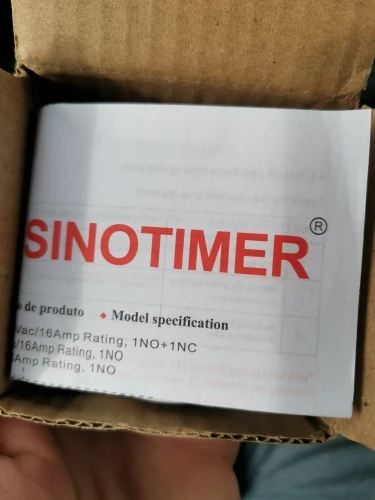 SINOTIMER®
de produto ◆ Model specification
Vac/16Amp Rating, 1NO+1NC
/16Amp Rating, 1NO
Amp Rating, 1NO